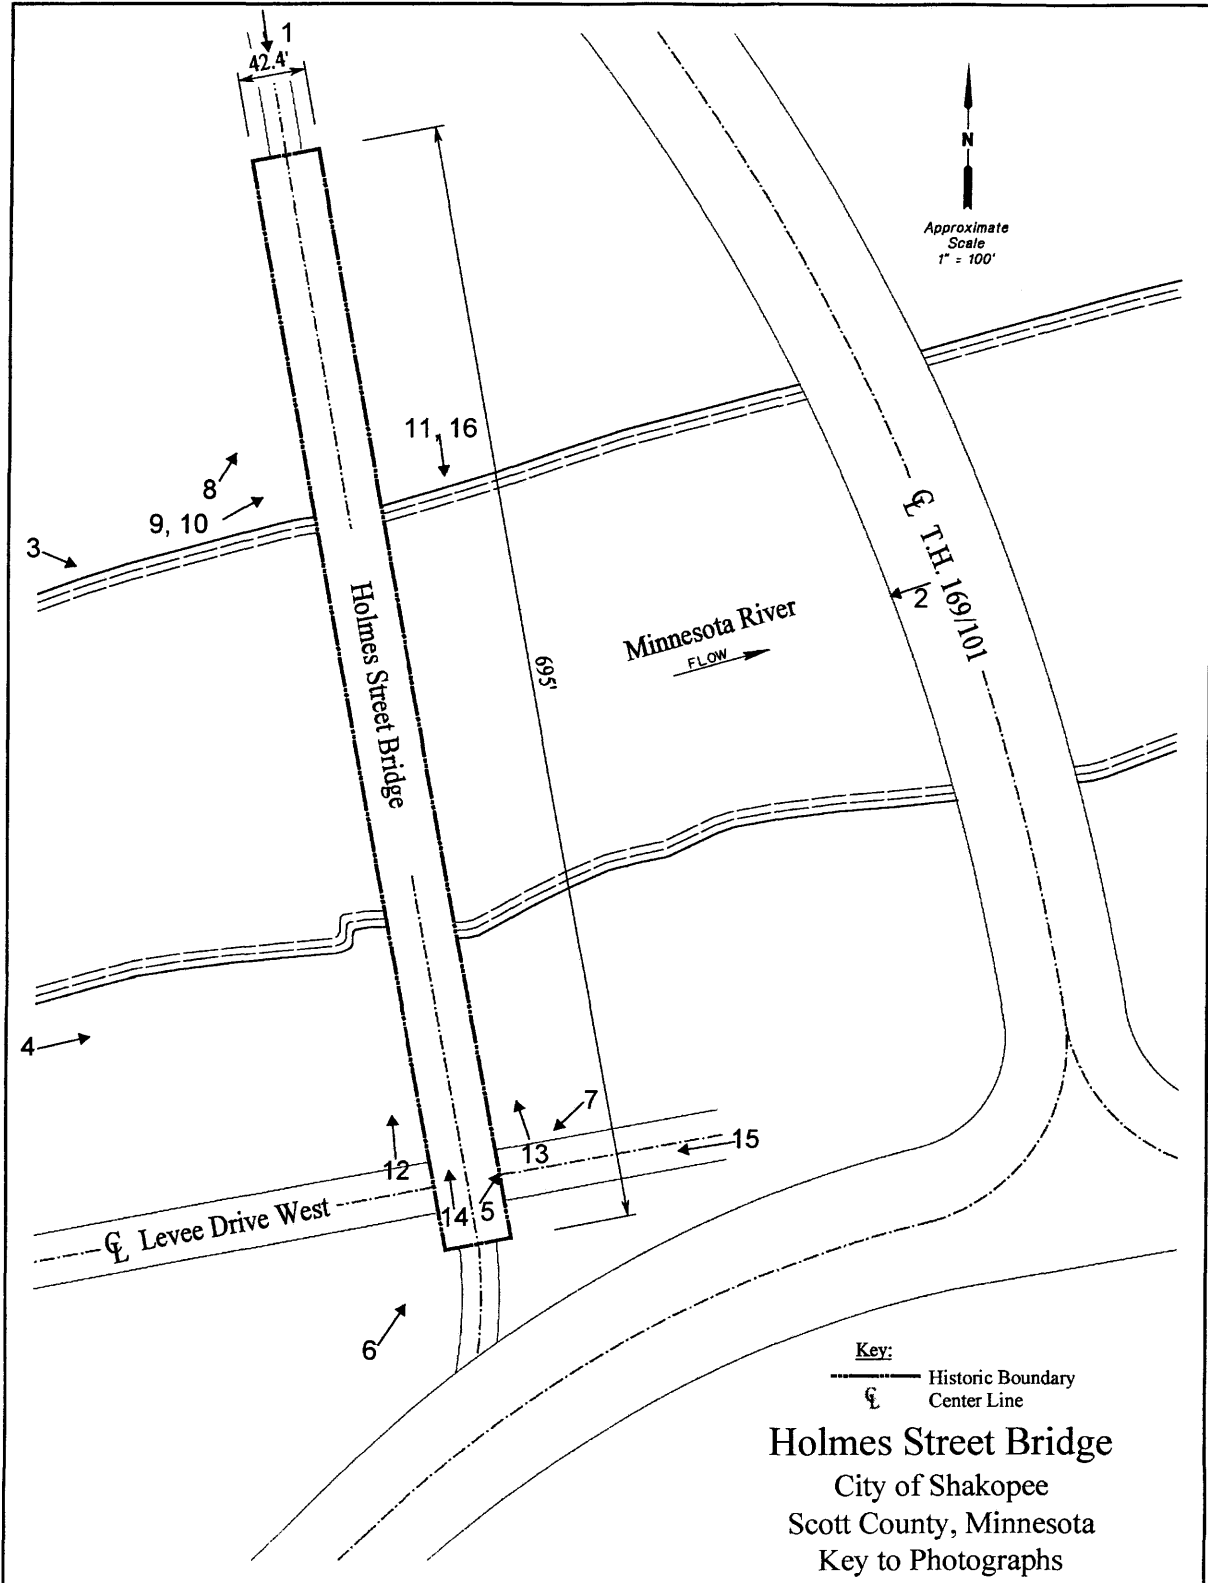 1
42.4'
N
Approximate
Scale
1" = 100'
11, 16
8
9, 10
3
℄ T.H. 169/101
2
Holmes Street Bridge
Minnesota River
FLOW
695'
4
7
13
15
12
14
5
℄ Levee Drive West
6
Key:
Historic Boundary
℄ Center Line
Holmes Street Bridge
City of Shakopee
Scott County, Minnesota
Key to Photographs